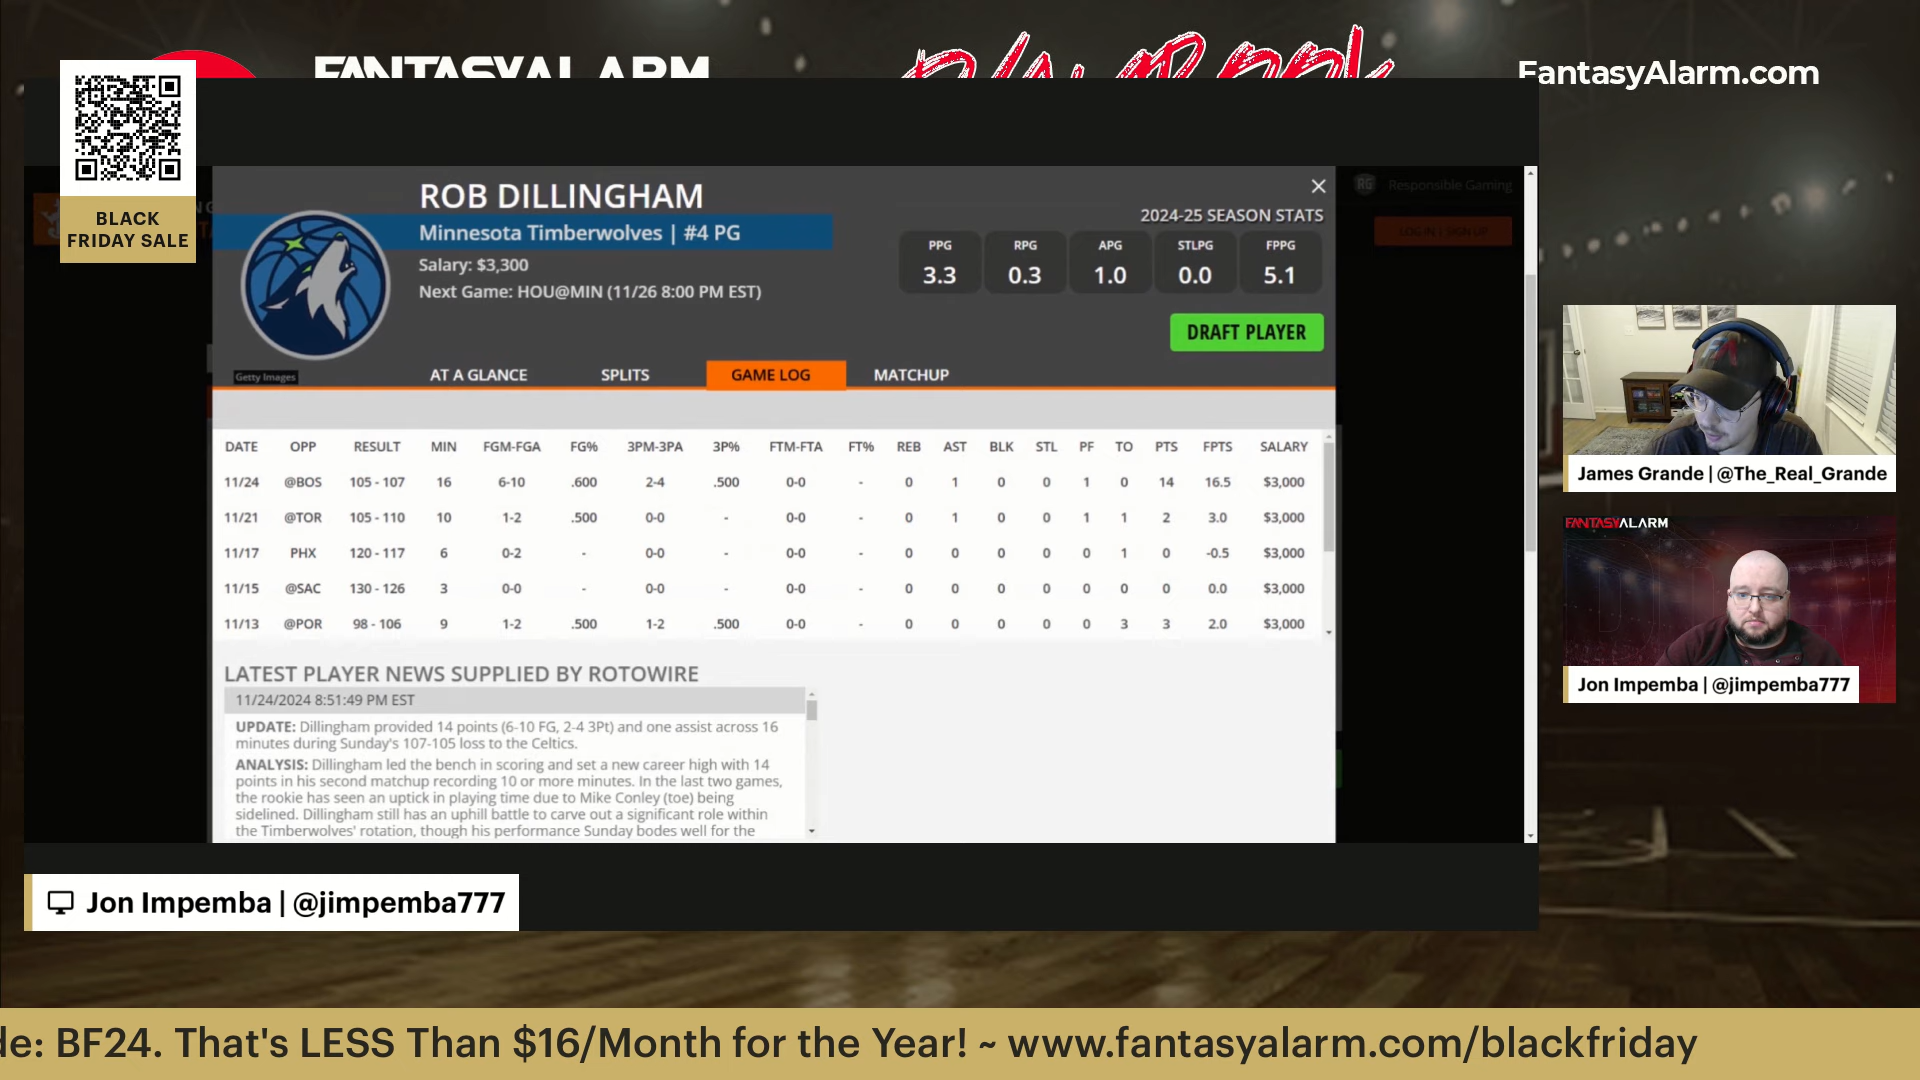 FANTASYALARM
FantasyAlarm.com
BLACK
FRIDAY SALE
ROB DILLINGHAM
Minnesota Timberwolves | #4 PG
Salary: $3,300
Next Game: HOU@MIN (11/26 8:00 PM EST)
2024-25 SEASON STATS
PPG RPG APG STLPG FPPG
3.3 0.3 1.0 0.0 5.1
DRAFT PLAYER
RG Responsible Gaming
LOG IN | SIGN UP
Getty Images
AT A GLANCE SPLITS GAME LOG MATCHUP
DATE OPP RESULT MIN FGM-FGA FG% 3PM-3PA 3P% FTM-FTA FT% REB AST BLK STL PF TO PTS FPTS SALARY
11/24 @BOS 105 - 107 16 6-10 .600 2-4 .500 0-0 - 0 1 0 0 1 0 14 16.5 $3,000
11/21 @TOR 105 - 110 10 1-2 .500 0-0 - 0-0 - 0 1 0 0 1 1 2 3.0 $3,000
11/17 PHX 120 - 117 6 0-2 - 0-0 - 0-0 - 0 0 0 0 0 1 0 -0.5 $3,000
11/15 @SAC 130 - 126 3 0-0 - 0-0 - 0-0 - 0 0 0 0 0 0 0 0.0 $3,000
11/13 @POR 98 - 106 9 1-2 .500 1-2 .500 0-0 - 0 0 0 0 0 3 3 2.0 $3,000
LATEST PLAYER NEWS SUPPLIED BY ROTOWIRE
11/24/2024 8:51:49 PM EST
UPDATE: Dillingham provided 14 points (6-10 FG, 2-4 3Pt) and one assist across 16
minutes during Sunday's 107-105 loss to the Celtics.
ANALYSIS: Dillingham led the bench in scoring and set a new career high with 14
points in his second matchup recording 10 or more minutes. In the last two games,
the rookie has seen an uptick in playing time due to Mike Conley (toe) being
sidelined. Dillingham still has an uphill battle to carve out a significant role within
the Timberwolves' rotation, though his performance Sunday bodes well for the
James Grande | @The_Real_Grande
FANTASYALARM
Jon Impemba | @jimpemba777
Jon Impemba | @jimpemba777
de: BF24. That's LESS Than $16/Month for the Year! ~ www.fantasyalarm.com/blackfriday